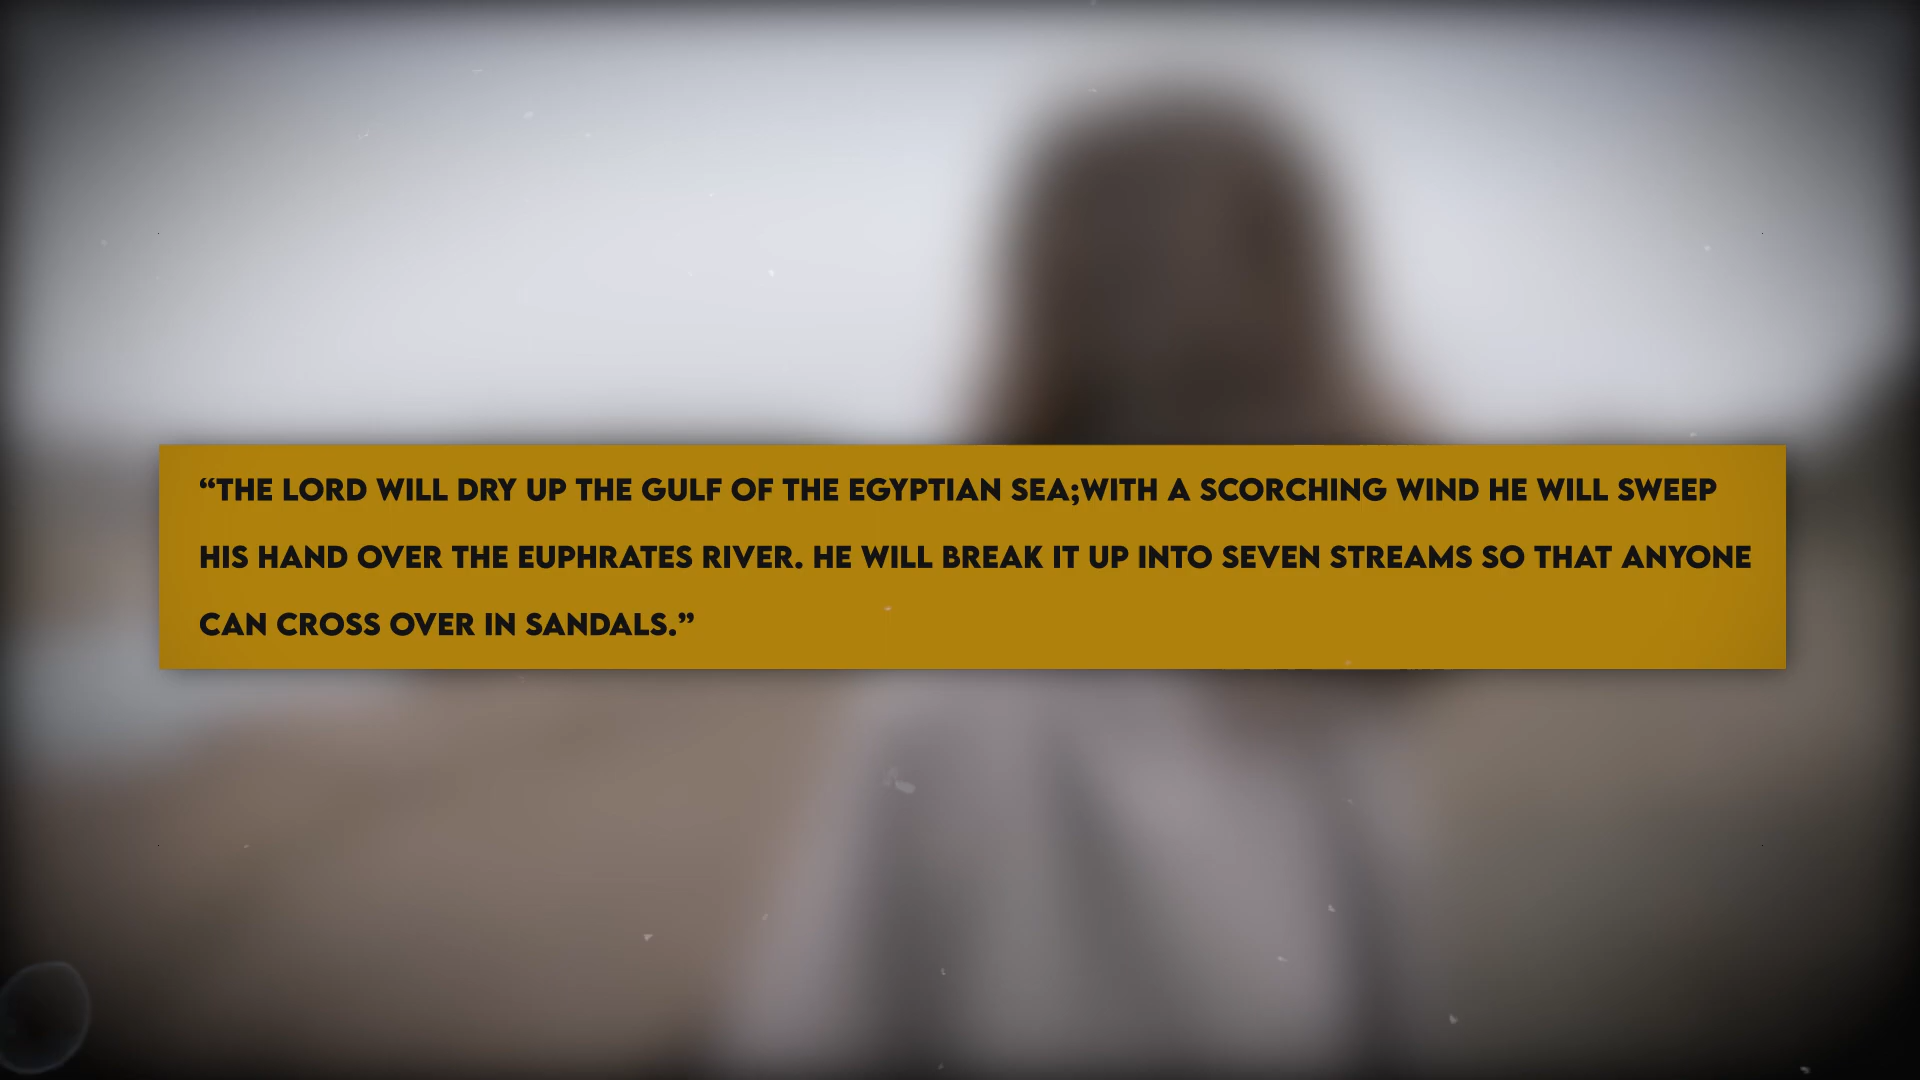 “THE LORD WILL DRY UP THE GULF OF THE EGYPTIAN SEA;WITH A SCORCHING WIND HE WILL SWEEP
HIS HAND OVER THE EUPHRATES RIVER. HE WILL BREAK IT UP INTO SEVEN STREAMS SO THAT ANYONE
CAN CROSS OVER IN SANDALS.”